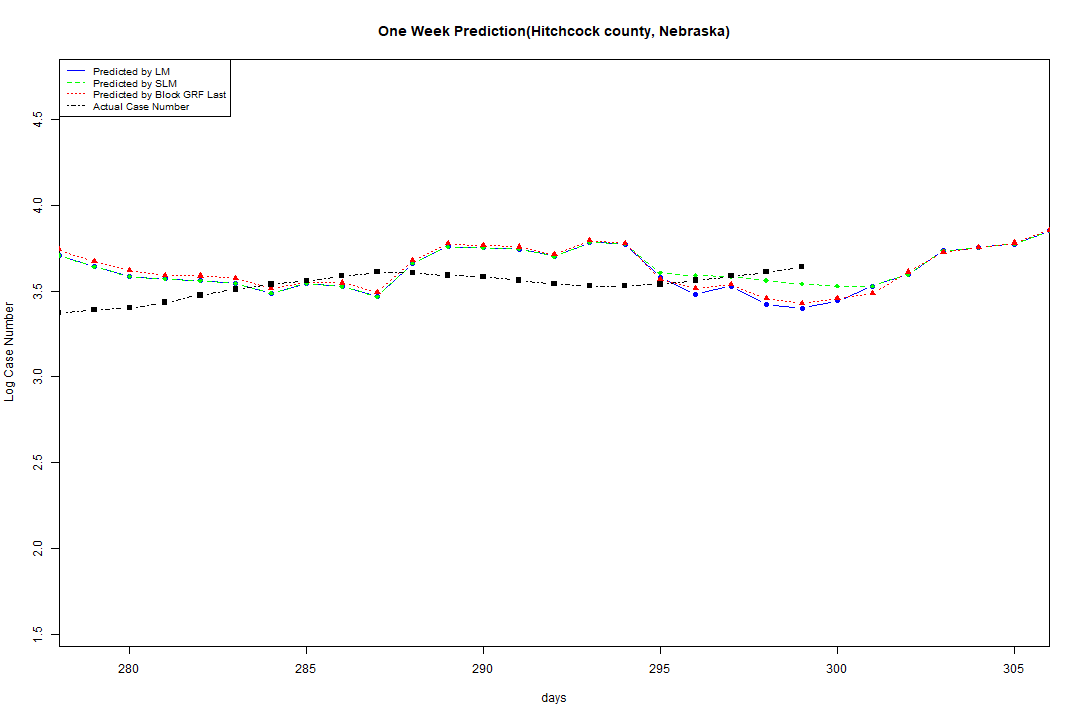 One Week Prediction(Hitchcock county, Nebraska)
Predicted by LM
Predicted by SLM
Predicted by Block GRF Last
Actual Case Number
4.5
4.0
3.5
3.0
2.5
2.0
1.5
Log Case Number
280 285 290 295 300 305
days